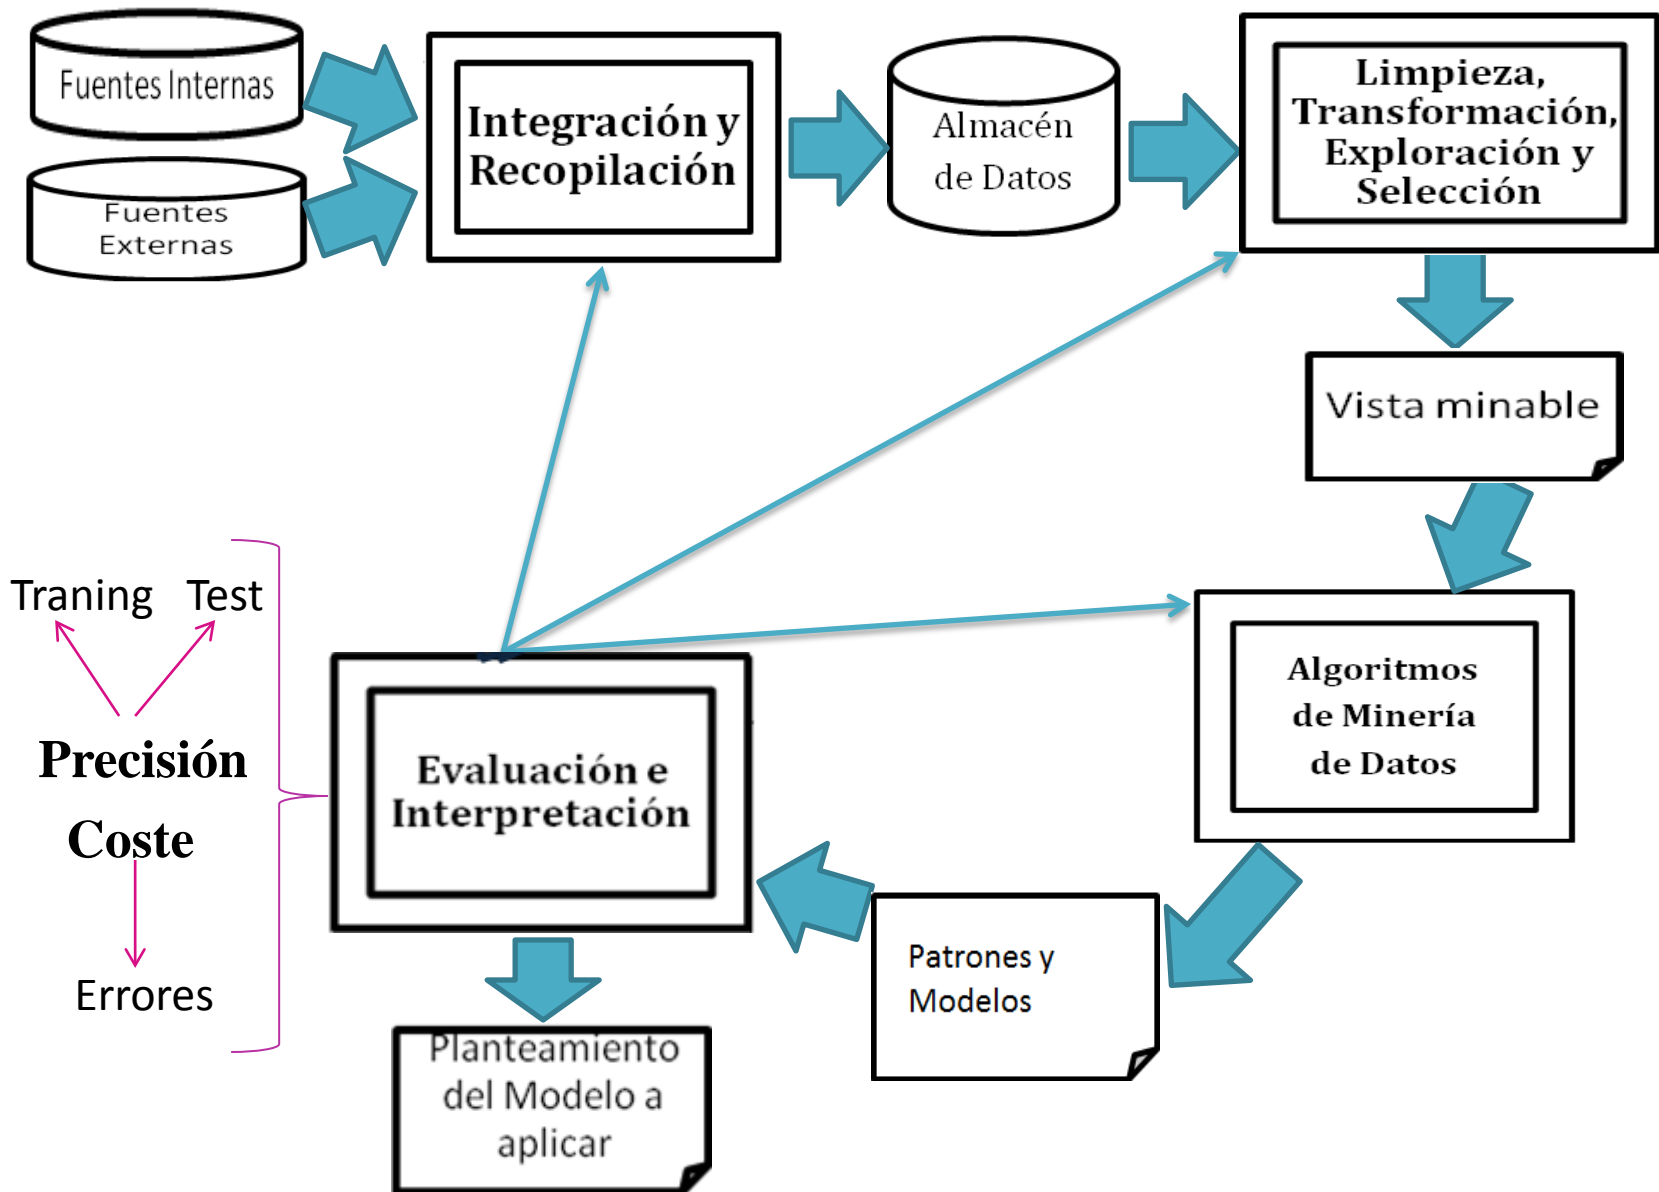 Fuentes Internas
Fuentes
Externas
Integración y
Recopilación
Almacén
de Datos
Limpieza,
Transformación,
Exploración y
Selección
Vista minable
Algoritmos
de Minería
de Datos
Patrones y
Modelos
Evaluación e
Interpretación
Traning Test
Precisión
Coste
Errores
Planteamiento
del Modelo a
aplicar